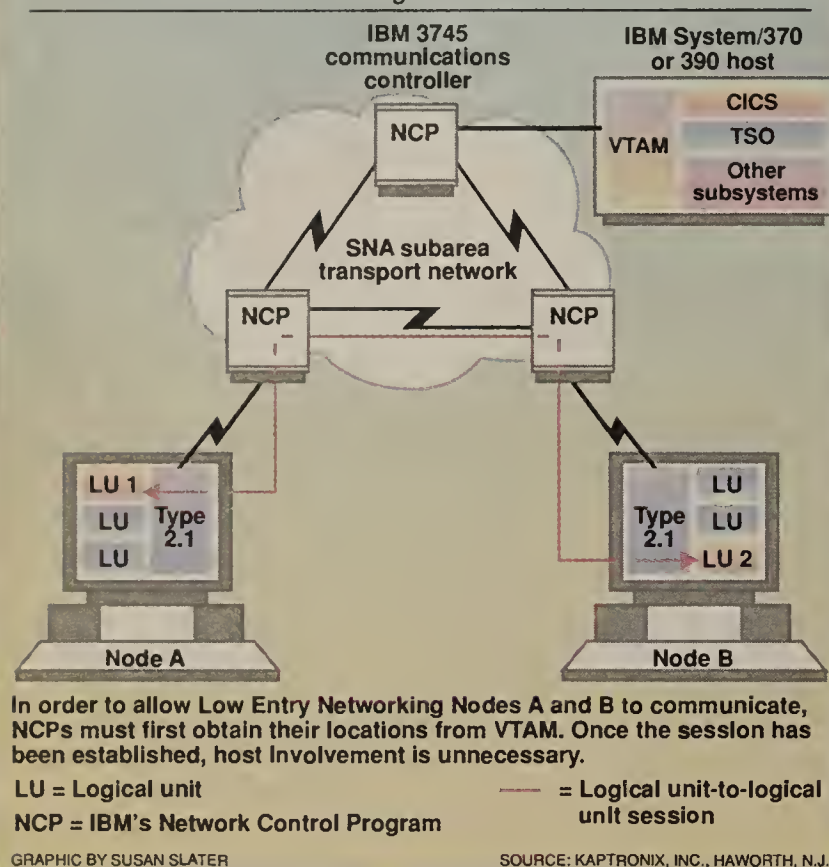 IBM 3745
communications
controller
IBM System/370
or 390 host
NCP
VTAM
CICS
TSO
Other
subsystems
SNA subarea
transport network
NCP
NCP
LU 1
LU
LU
Type
2.1
Node A
Type
2.1
LU
LU
LU 2
Node B
In order to allow Low Entry Networking Nodes A and B to communicate,
NCPs must first obtain their locations from VTAM. Once the session has
been established, host Involvement is unnecessary.
LU = Logical unit
NCP = IBM's Network Control Program
= Logical unit-to-logical
unit session
GRAPHIC BY SUSAN SLATER
SOURCE: KAPTRONIX, INC., HAWORTH, N.J.